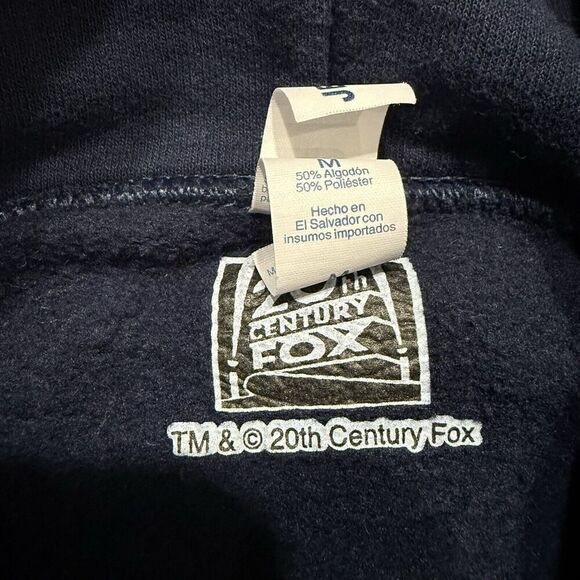 M
50% Algodón
50% Poliéster
Hecho en
El Salvador con
insumos importados
20th
CENTURY
FOX
TM & © 20th Century Fox